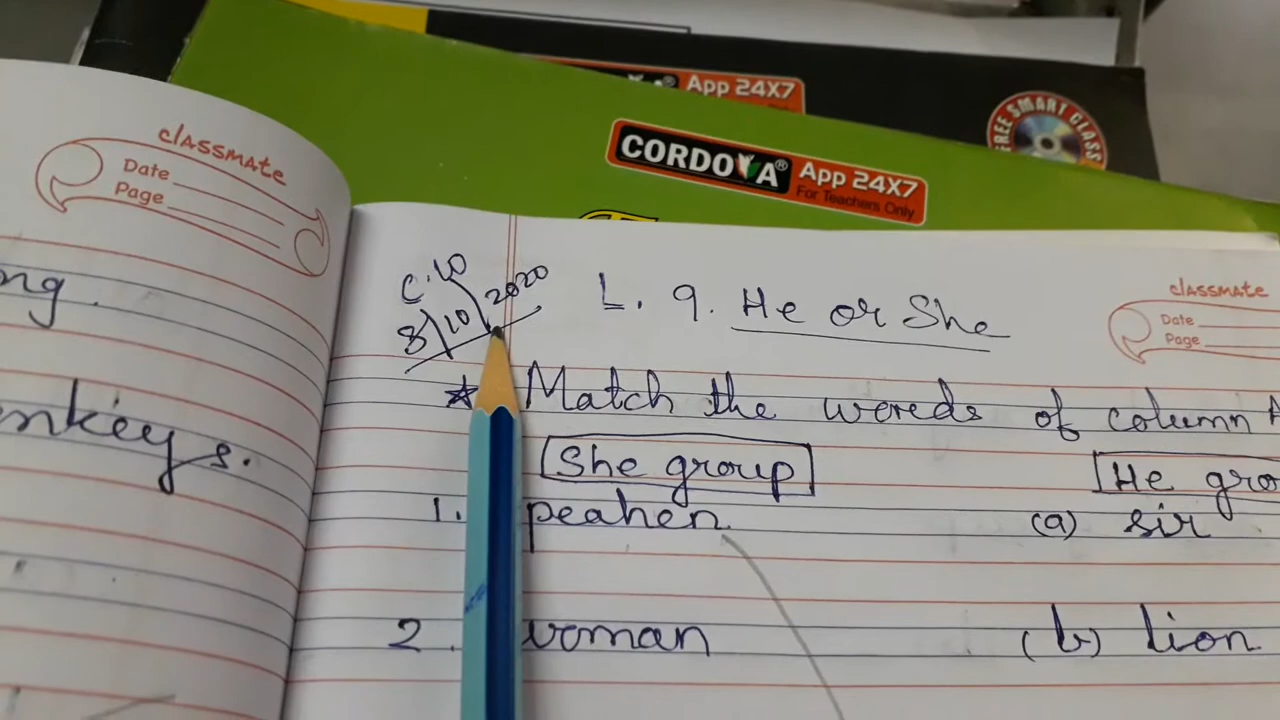 App 24X7
FREE SMART CLASS
CORDOVA® App 24X7
For Teachers Only
classmate
Date
Page
ng.
nkeys.
C.W
8/10/2020
L. 9. He or She
classmate
Date
Page
Match the words of column A
She group
He gro
1. peahen (a) sir
2. woman (b) lion